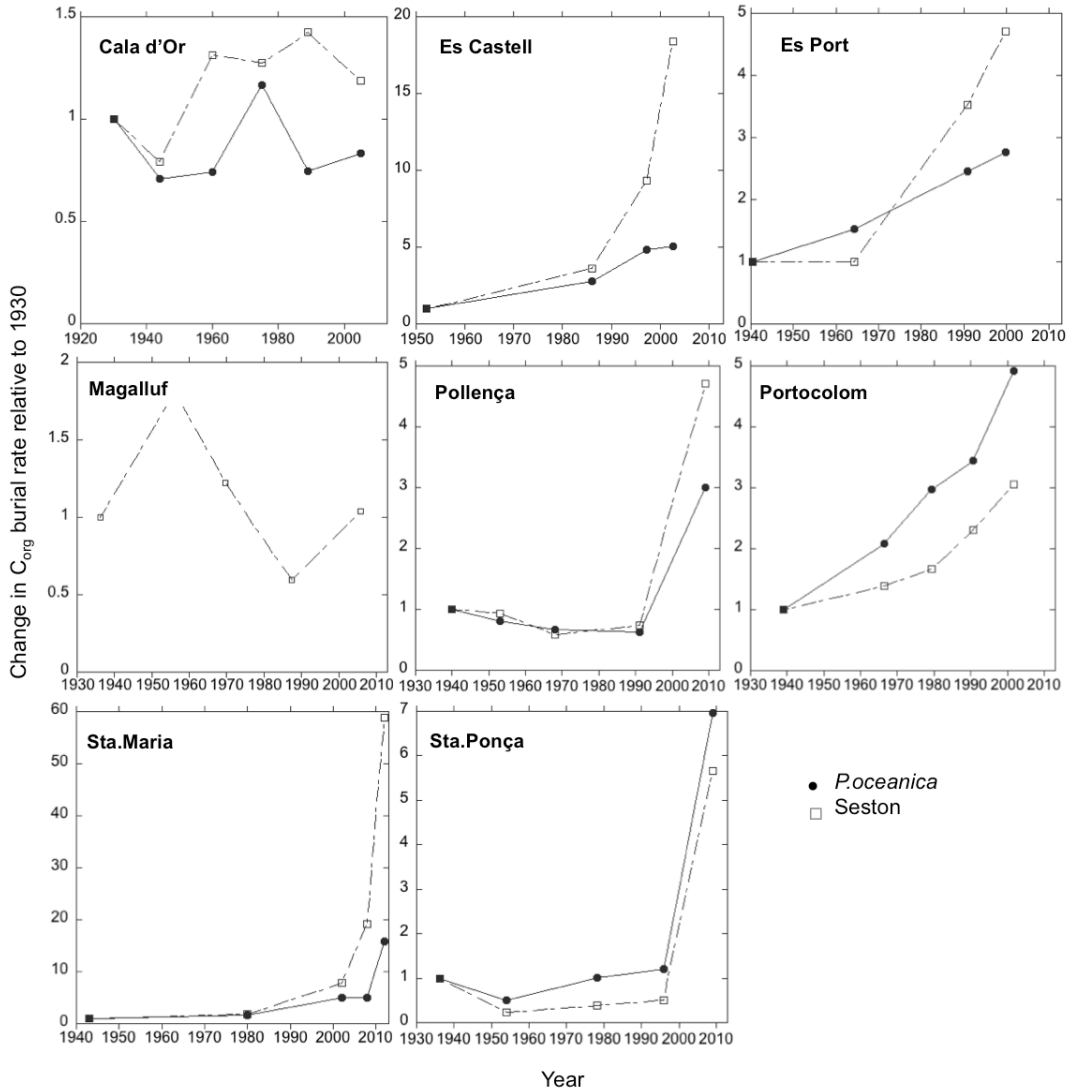 Change in Corg burial rate relative to 1930
Cala d'Or
1.5
1
0.5
0
1920 1940 1960 1980 2000
Es Castell
20
15
10
5
0
1950 1960 1970 1980 1990 2000 2010
Es Port
5
4
3
2
1
0
1940 1950 1960 1970 1980 1990 2000 2010
Magalluf
2
1.5
1
0.5
0
1930 1940 1950 1960 1970 1980 1990 2000 2010
Pollença
5
4
3
2
1
0
1930 1940 1950 1960 1970 1980 1990 2000 2010
Portocolom
5
4
3
2
1
0
1930 1940 1950 1960 1970 1980 1990 2000 2010
Sta.Maria
60
50
40
30
20
10
0
1940 1950 1960 1970 1980 1990 2000 2010
Sta.Ponça
7
6
5
4
3
2
1
0
1930 1940 1950 1960 1970 1980 1990 2000 2010
P.oceanica
Seston
Year